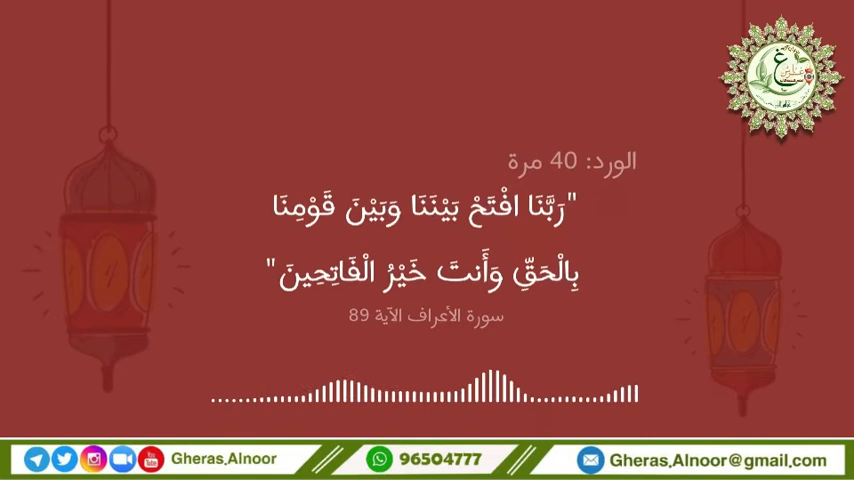 الورد: 40 مرة
"رَبَّنَا افْتَحْ بَيْنَنَا وَبَيْنَ قَوْمِنَا
بِالْحَقِّ وَأَنتَ خَيْرُ الْفَاتِحِينَ"
سورة الأعراف الآية 89
Gheras.Alnoor
96504777
Gheras.Alnoor@gmail.com